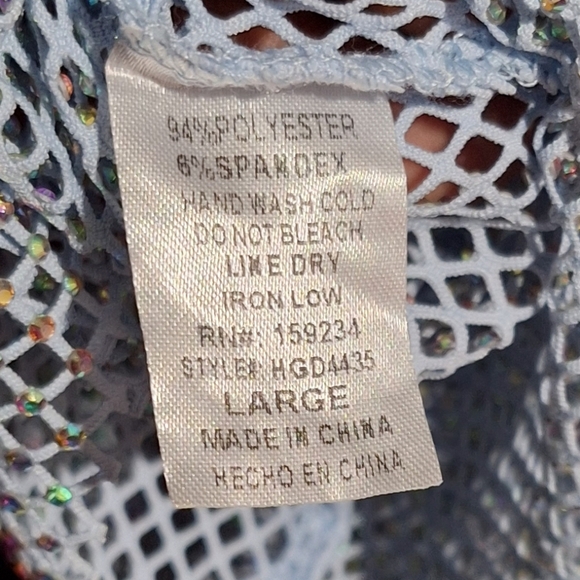 94% POLYESTER
6% SPANDEX
HAND WASH COLD
DO NOT BLEACH
LINE DRY
IRON LOW
RN#: 159234
STYLE#: HGD4435
LARGE
MADE IN CHINA
HECHO EN CHINA